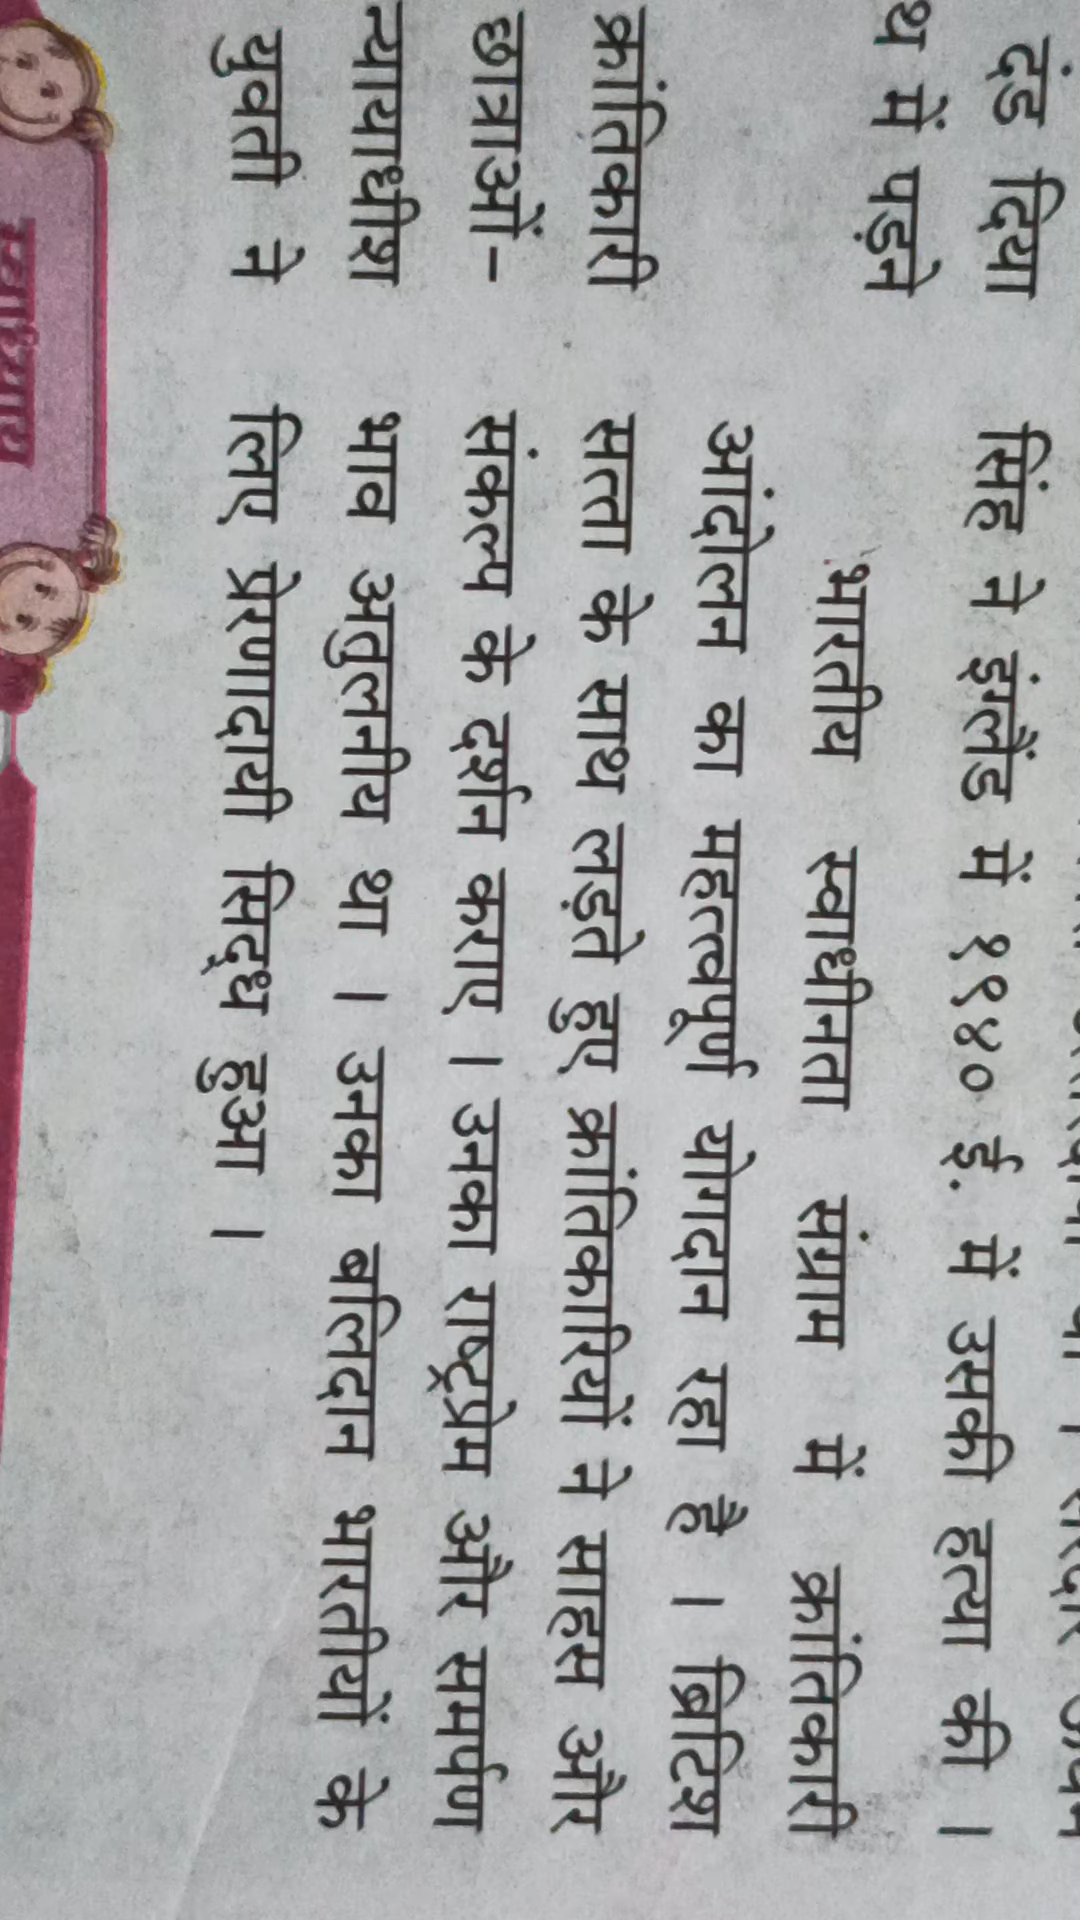 दंड दिया
में पड़ने
क्रांतिकारी
छात्राओं-
न्यायाधीश
युवती ने
सरदार
सिंह ने इंग्लैंड में १९४० ई. में उसकी हत्या की ।
भारतीय स्वाधीनता संग्राम में क्रांतिकारी
आंदोलन का महत्त्वपूर्ण योगदान रहा है । ब्रिटिश
सत्ता के साथ लड़ते हुए क्रांतिकारियों ने साहस और
संकल्प के दर्शन कराए । उनका राष्ट्रप्रेम और समर्पण
भाव अतुलनीय था । उनका बलिदान भारतीयों के
लिए प्रेरणादायी सिद्ध हुआ ।
स्वाध्याय